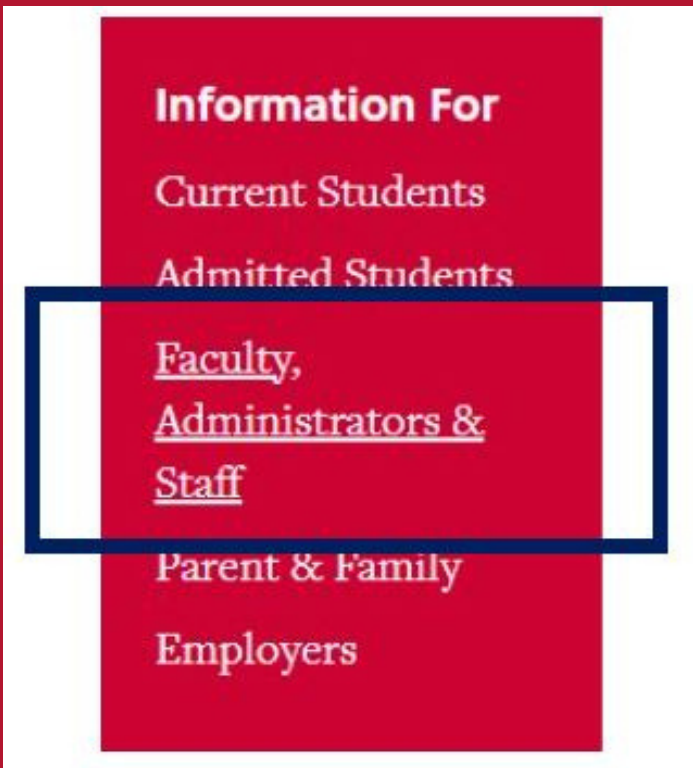 Information For
Current Students
Admitted Students
Faculty,
Administrators &
Staff
Parent & Family
Employers